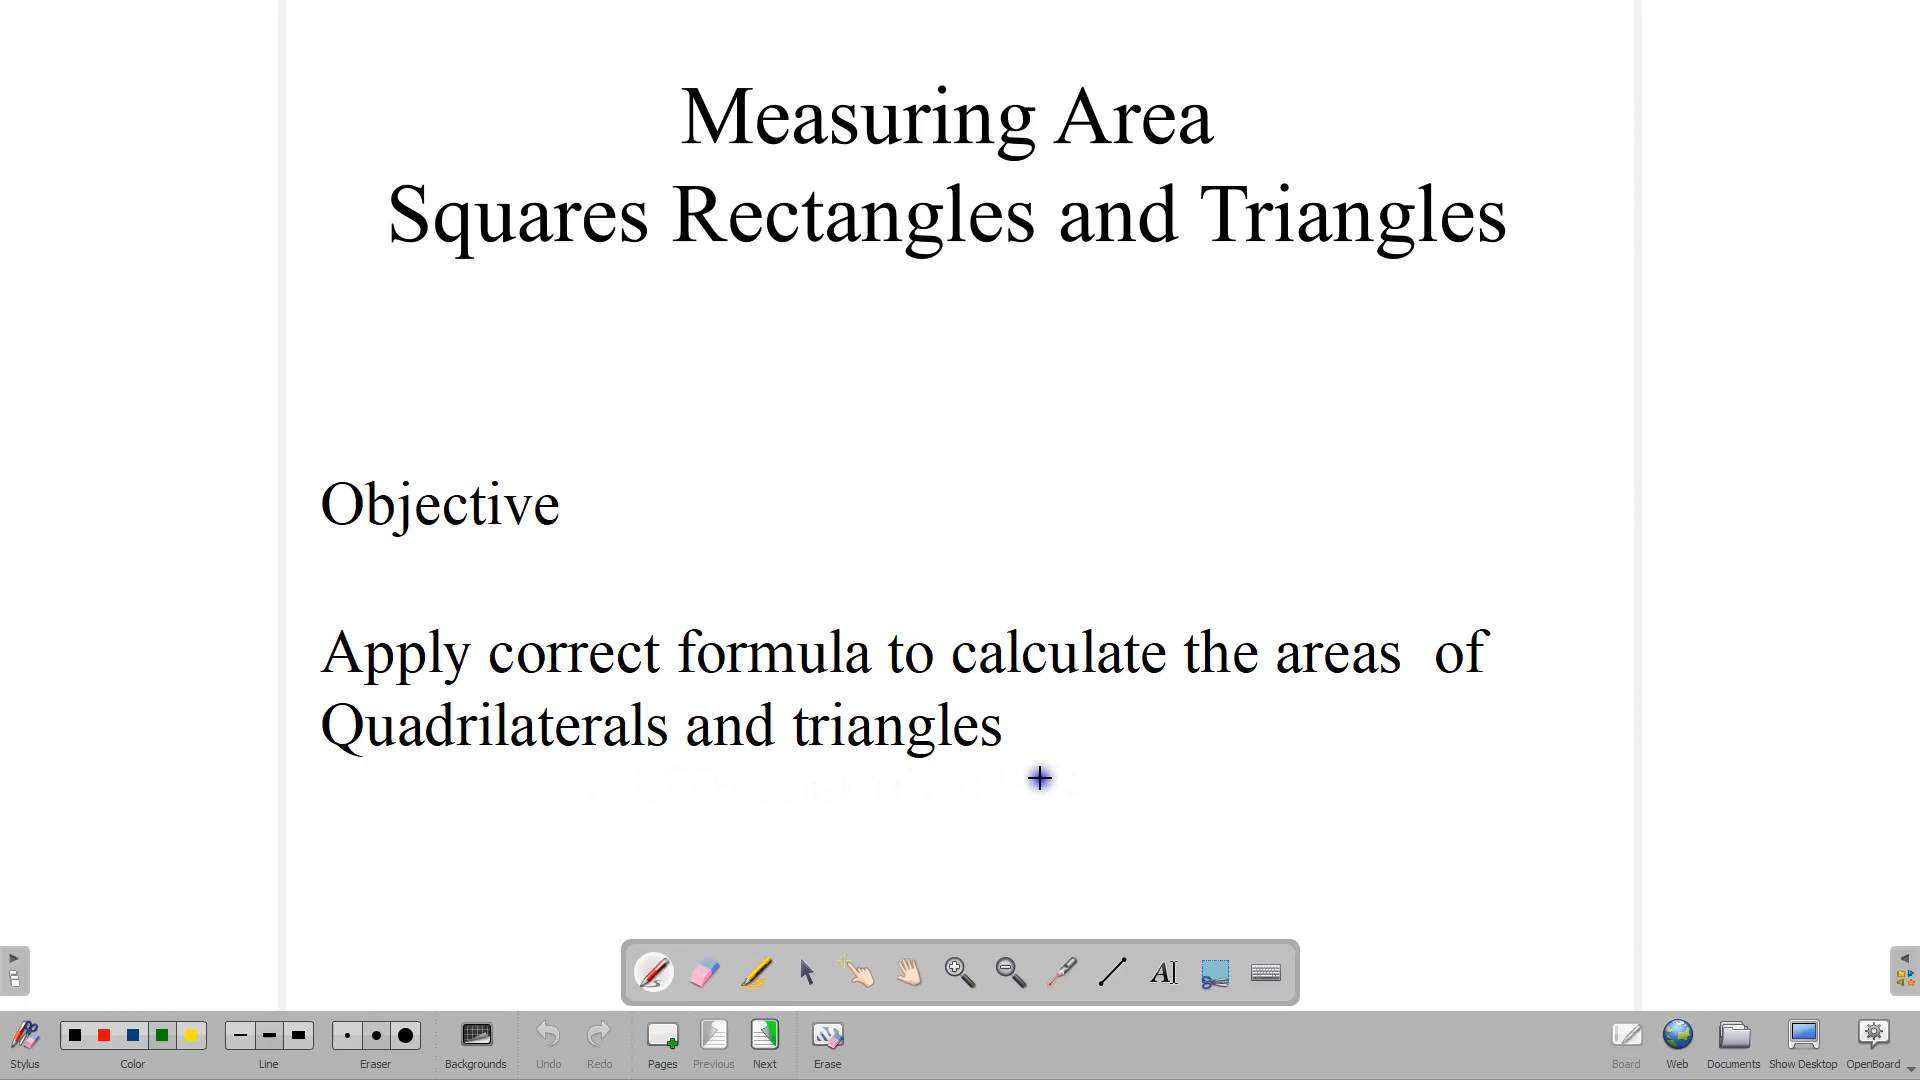 Measuring Area
Squares Rectangles and Triangles
Objective
Apply correct formula to calculate the areas  of
Quadrilaterals and triangles
AI
Stylus
Color
Line
Eraser
Backgrounds
Undo
Redo
Pages
Previous
Next
Erase
Board
Web
Documents
Show Desktop
OpenBoard